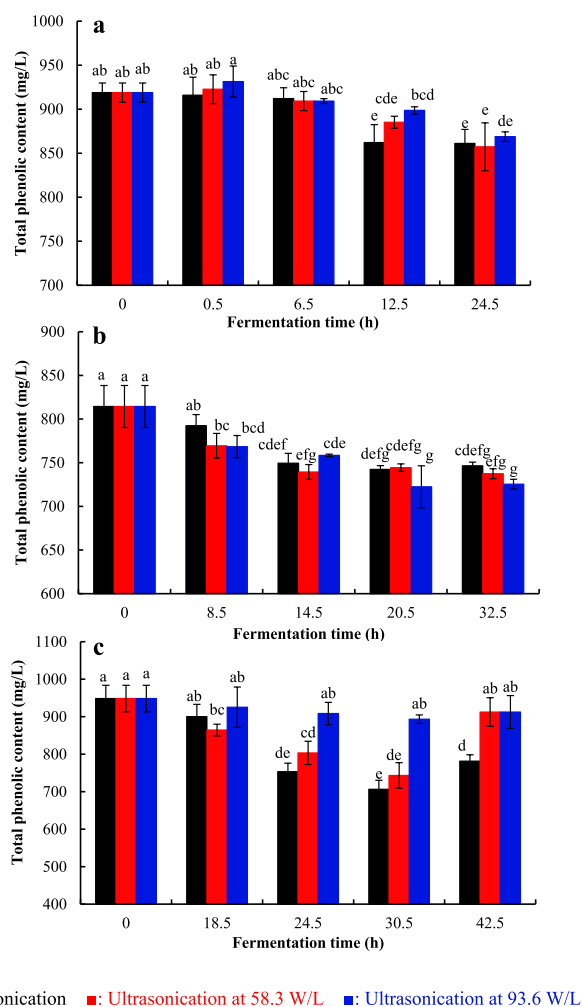 a
Total phenolic content (mg/L)
1000
950
900
850
800
750
700
ab ab ab
ab ab a
abc abc abc
e cde bcd
e e de
0 0.5 6.5 12.5 24.5
Fermentation time (h)
b
Total phenolic content (mg/L)
900
850
800
750
700
650
600
a a a
ab bc bcd
cdef efg cde
defg cdefg g
cdefg efg g
0 8.5 14.5 20.5 32.5
Fermentation time (h)
c
Total phenolic content (mg/L)
1100
1000
900
800
700
600
500
400
a a a
ab bc ab
de cd ab
e de ab
d ab ab
0 18.5 24.5 30.5 42.5
Fermentation time (h)
onication : Ultrasonication at 58.3 W/L : Ultrasonication at 93.6 W/L